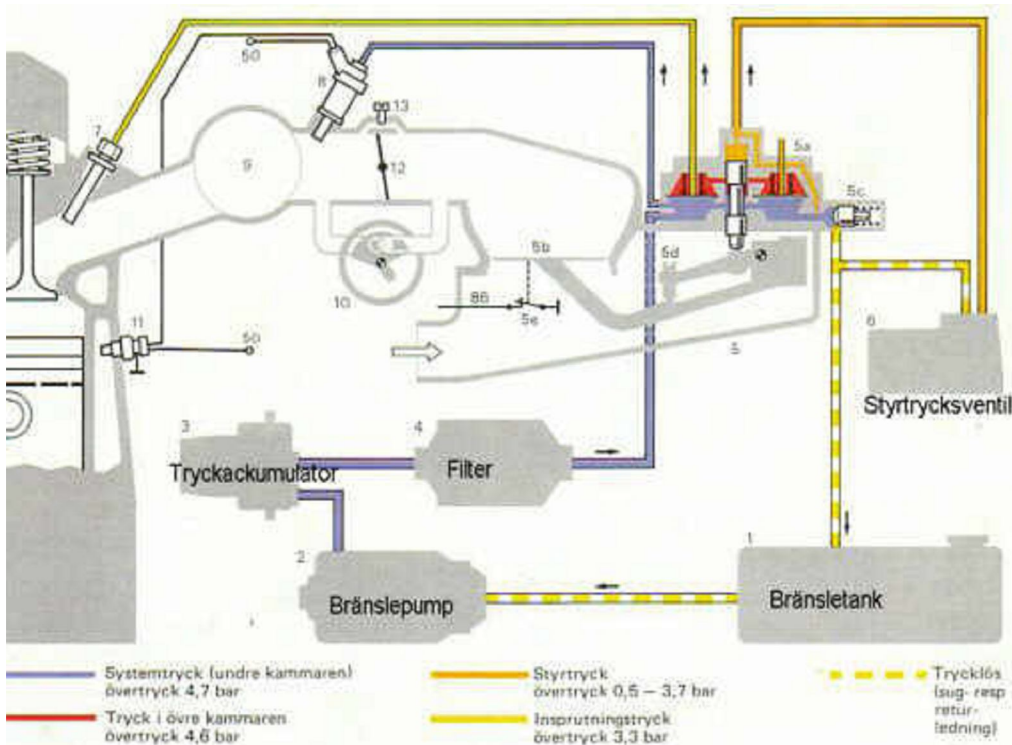 50
8
13
7
5a
12
9
5c
5b
5d
10
86
5e
6
11
50
5
Styrtrycksventil
3
4
Tryckackumulator
Filter
2
1
Bränslepump
Bränsletank
Systemtryck (undre kammaren)
övertryck 4,7 bar
Styrtryck
övertryck 0,5 – 3,7 bar
Trycklös
(sug- resp
retur-
ledning)
Tryck i övre kammaren
övertryck 4,6 bar
Insprutningstryck
övertryck 3,3 bar